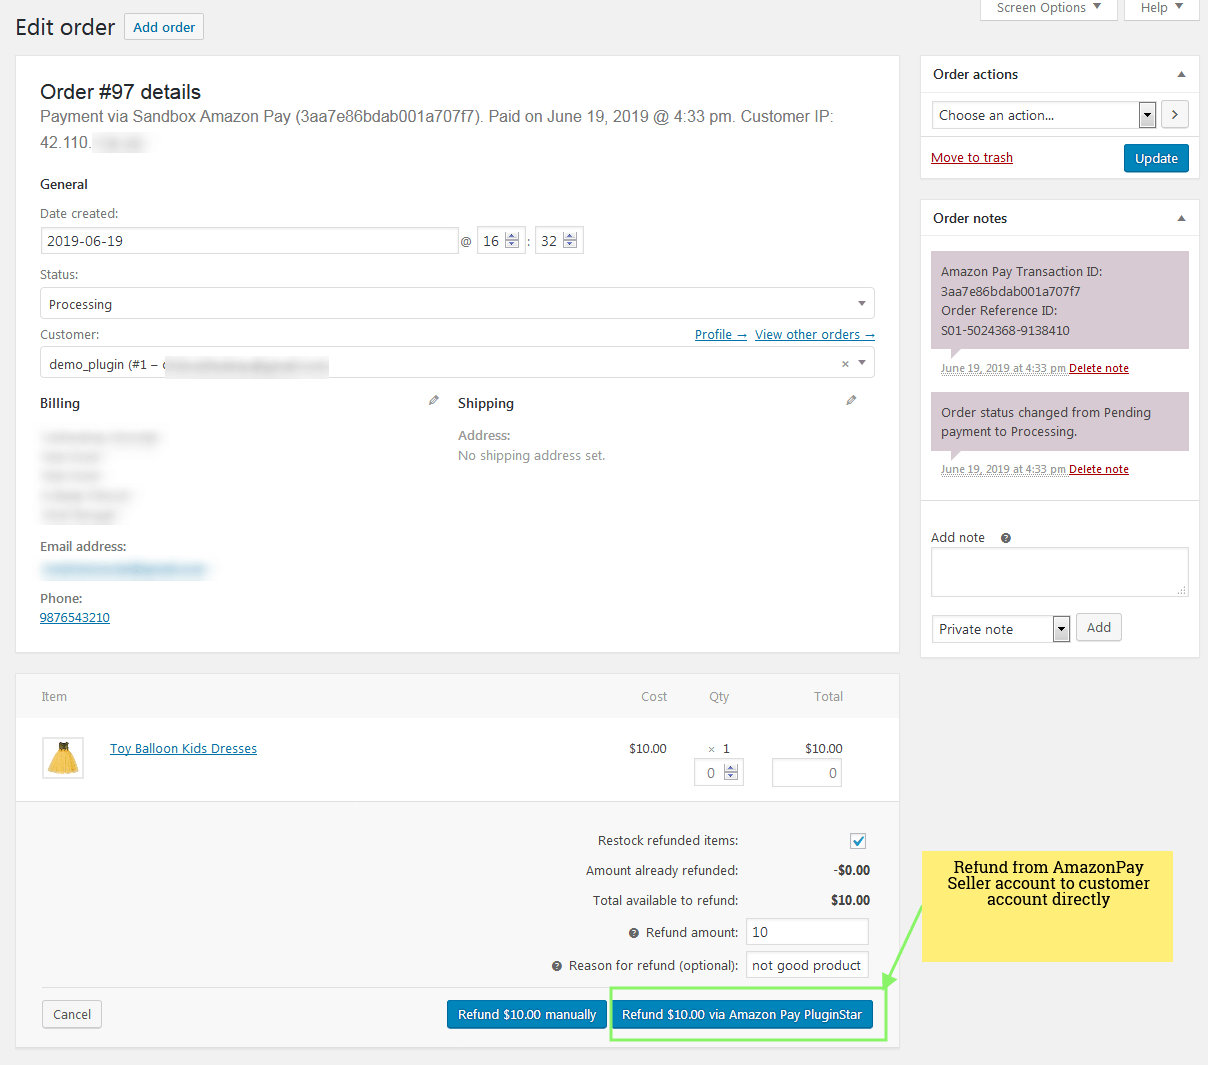 Screen Options
Help
Edit order
Add order
Order #97 details
Payment via Sandbox Amazon Pay (3aa7e86bdab001a707f7). Paid on June 19, 2019 @ 4:33 pm. Customer IP:
42.110.
General
Date created:
2019-06-19 @ 16 : 32
Status:
Processing
Customer:
Profile → View other orders →
demo_plugin (#1 –
×
Billing
Shipping
Address:
No shipping address set.
Email address:
Phone:
9876543210
Order actions
Choose an action...
Move to trash
Update
Order notes
Amazon Pay Transaction ID:
3aa7e86bdab001a707f7
Order Reference ID:
S01-5024368-9138410
June 19, 2019 at 4:33 pm Delete note
Order status changed from Pending
payment to Processing.
June 19, 2019 at 4:33 pm Delete note
Add note
Private note
Add
Item Cost Qty Total
Toy Balloon Kids Dresses $10.00 × 1 $10.00
0 0
Restock refunded items:
Amount already refunded: -$0.00
Total available to refund: $10.00
Refund amount: 10
Reason for refund (optional): not good product
Cancel
Refund $10.00 manually
Refund $10.00 via Amazon Pay PluginStar
Refund from AmazonPay
Seller account to customer
account directly